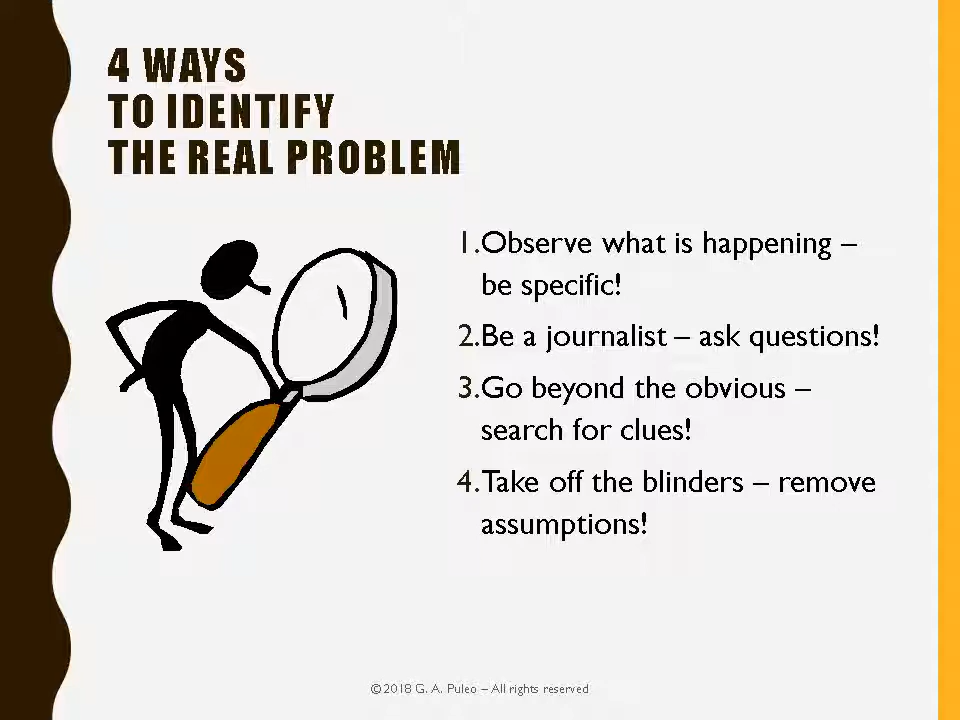 4 WAYS
TO IDENTIFY
THE REAL PROBLEM
1.Observe what is happening –
be specific!
2.Be a journalist – ask questions!
3.Go beyond the obvious –
search for clues!
4.Take off the blinders – remove
assumptions!
©2018 G. A. Puleo – All rights reserved